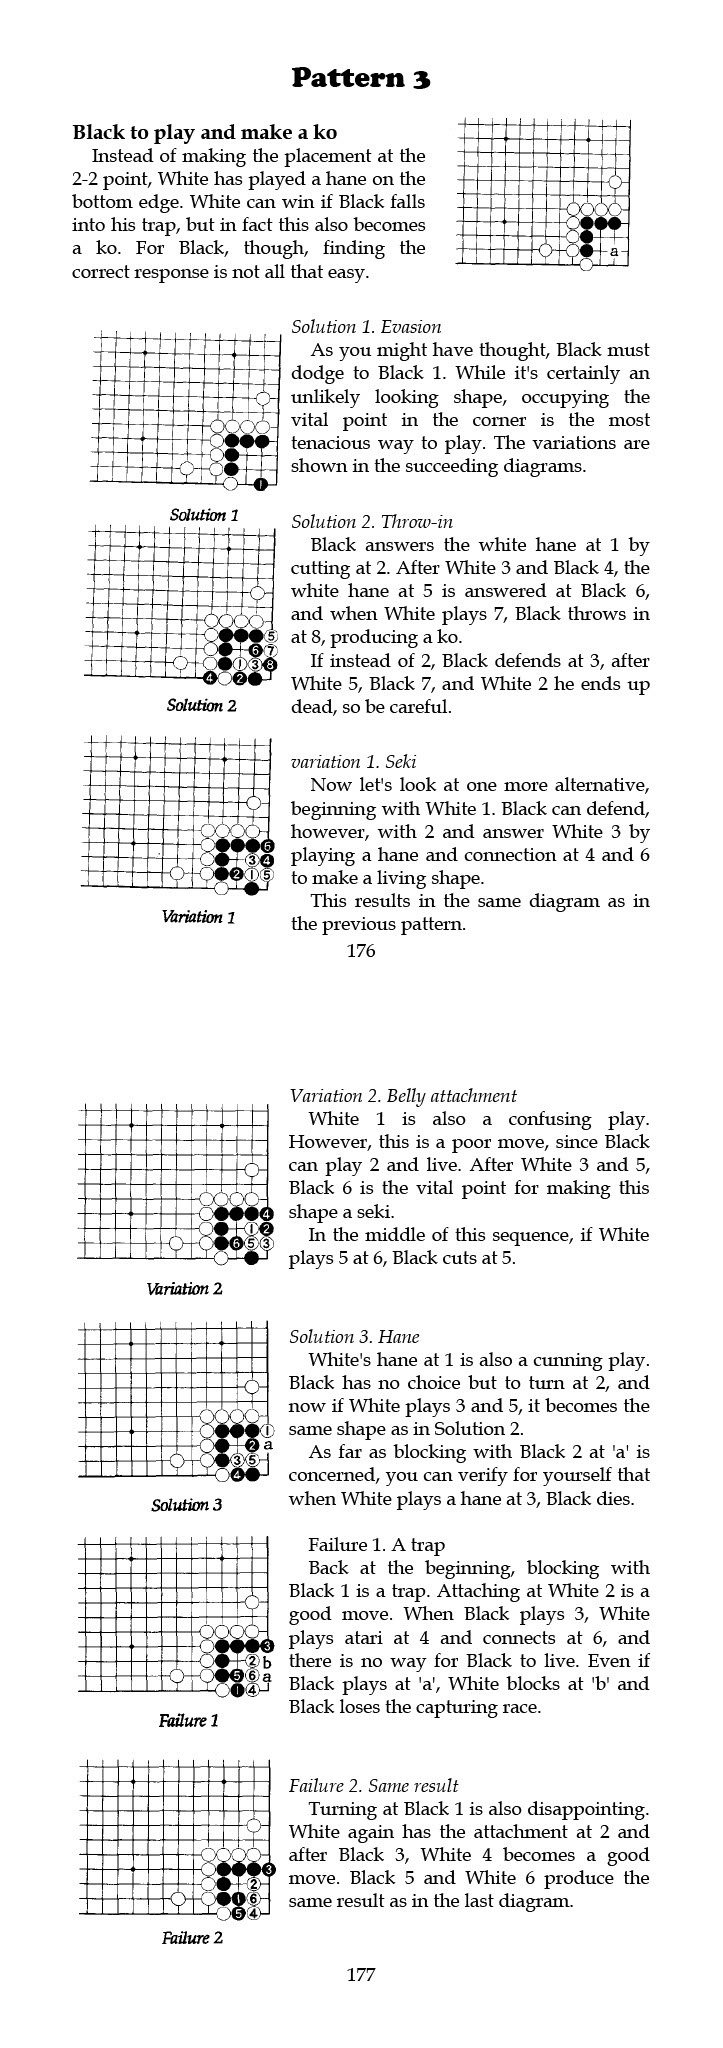 Pattern 3
Black to play and make a ko
Instead of making the placement at the
2-2 point, White has played a hane on the
bottom edge. White can win if Black falls
into his trap, but in fact this also becomes
a ko. For Black, though, finding the
correct response is not all that easy.
a
Solution 1. Evasion
As you might have thought, Black must
dodge to Black 1. While it's certainly an
unlikely looking shape, occupying the
vital point in the corner is the most
tenacious way to play. The variations are
shown in the succeeding diagrams.
1
Solution 1
Solution 2. Throw-in
Black answers the white hane at 1 by
cutting at 2. After White 3 and Black 4, the
white hane at 5 is answered at Black 6,
and when White plays 7, Black throws in
at 8, producing a ko.
If instead of 2, Black defends at 3, after
White 5, Black 7, and White 2 he ends up
dead, so be careful.
5
6 7
1 3 8
4 2
Solution 2
variation 1. Seki
Now let's look at one more alternative,
beginning with White 1. Black can defend,
however, with 2 and answer White 3 by
playing a hane and connection at 4 and 6
to make a living shape.
This results in the same diagram as in
the previous pattern.
6
3 4
2 1 5
Variation 1
176
Variation 2. Belly attachment
White 1 is also a confusing play.
However, this is a poor move, since Black
can play 2 and live. After White 3 and 5,
Black 6 is the vital point for making this
shape a seki.
In the middle of this sequence, if White
plays 5 at 6, Black cuts at 5.
4
1 2
6 5 3
Variation 2
Solution 3. Hane
White's hane at 1 is also a cunning play.
Black has no choice but to turn at 2, and
now if White plays 3 and 5, it becomes the
same shape as in Solution 2.
As far as blocking with Black 2 at 'a' is
concerned, you can verify for yourself that
when White plays a hane at 3, Black dies.
1
2 a
3 5
4
Solution 3
Failure 1. A trap
Back at the beginning, blocking with
Black 1 is a trap. Attaching at White 2 is a
good move. When Black plays 3, White
plays atari at 4 and connects at 6, and
there is no way for Black to live. Even if
Black plays at 'a', White blocks at 'b' and
Black loses the capturing race.
3
2 b
5 6 a
1 4
Failure 1
Failure 2. Same result
Turning at Black 1 is also disappointing.
White again has the attachment at 2 and
after Black 3, White 4 becomes a good
move. Black 5 and White 6 produce the
same result as in the last diagram.
3
2
1 6
5 4
Failure 2
177